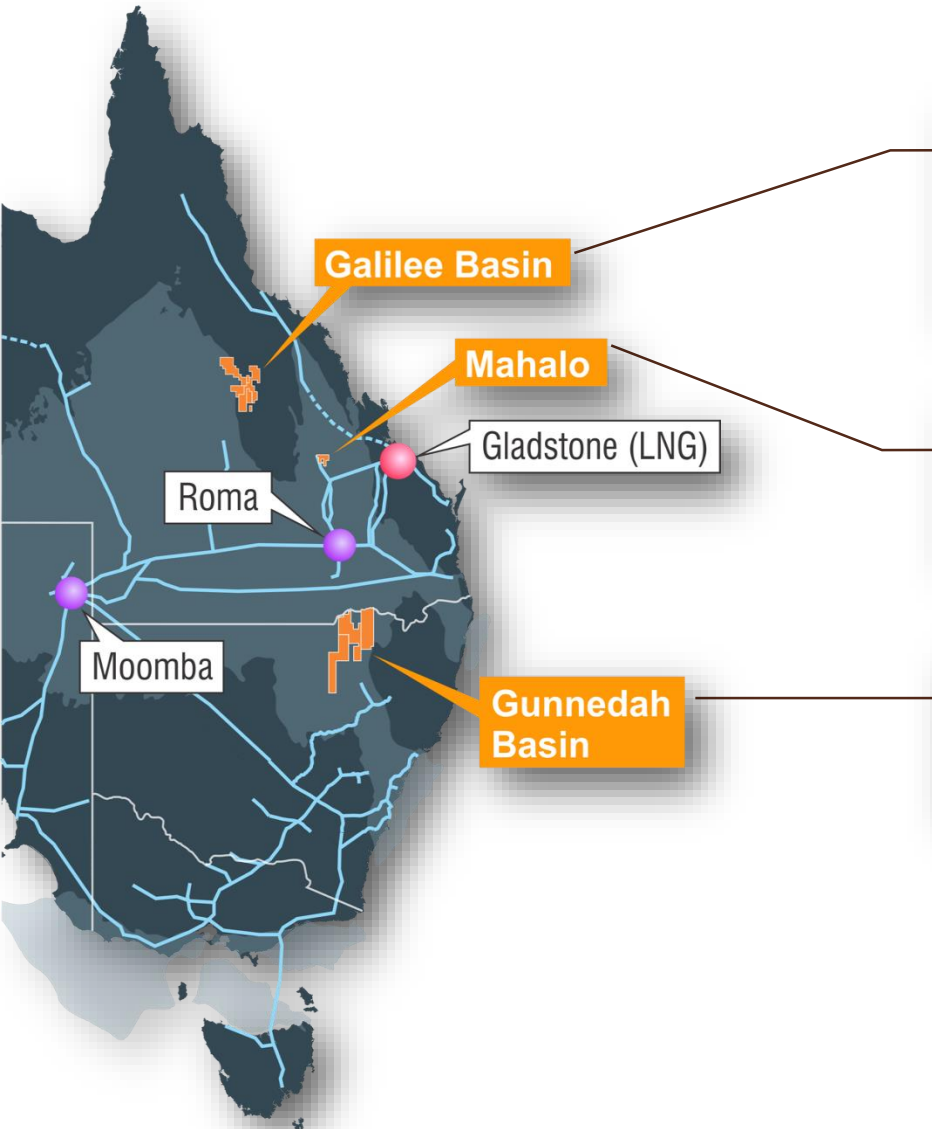 Galilee Basin
Mahalo
Gladstone (LNG)
Roma
Moomba
Gunnedah
Basin